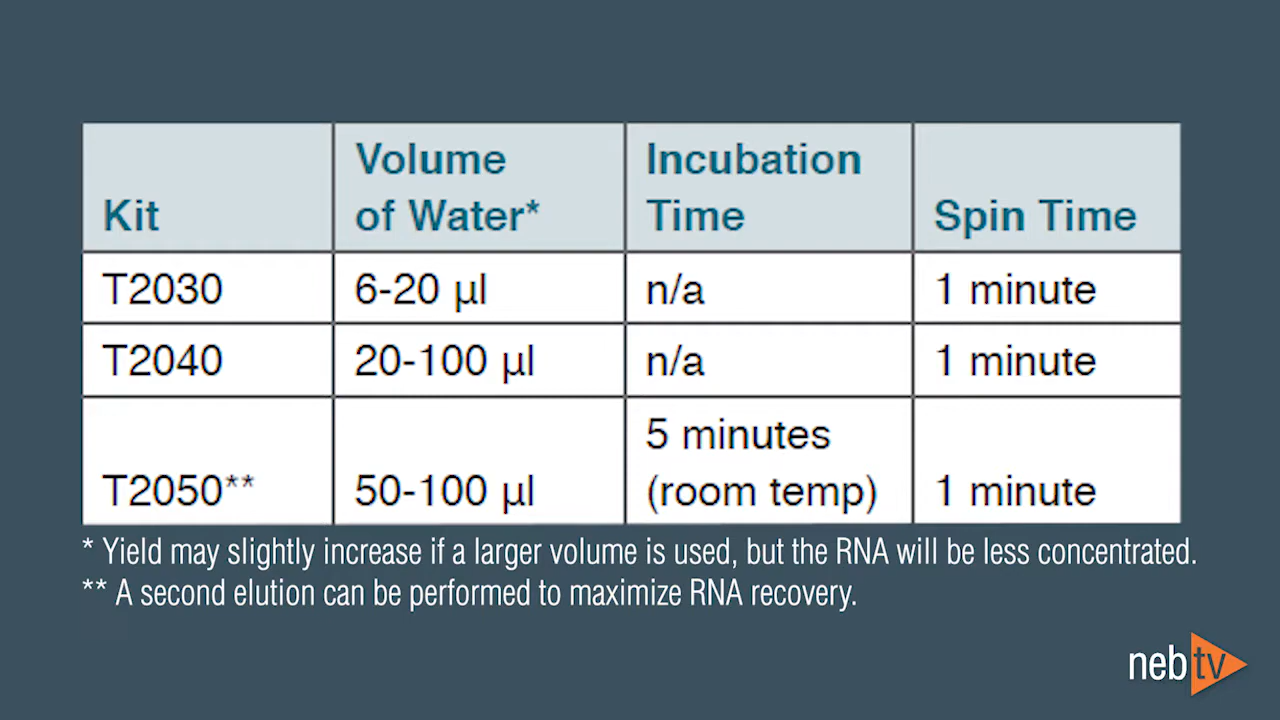 Kit Volume of Water* Incubation Time Spin Time
T2030 6-20 µl n/a 1 minute
T2040 20-100 µl n/a 1 minute
T2050** 50-100 µl 5 minutes (room temp) 1 minute
* Yield may slightly increase if a larger volume is used, but the RNA will be less concentrated.
** A second elution can be performed to maximize RNA recovery.
neb tv